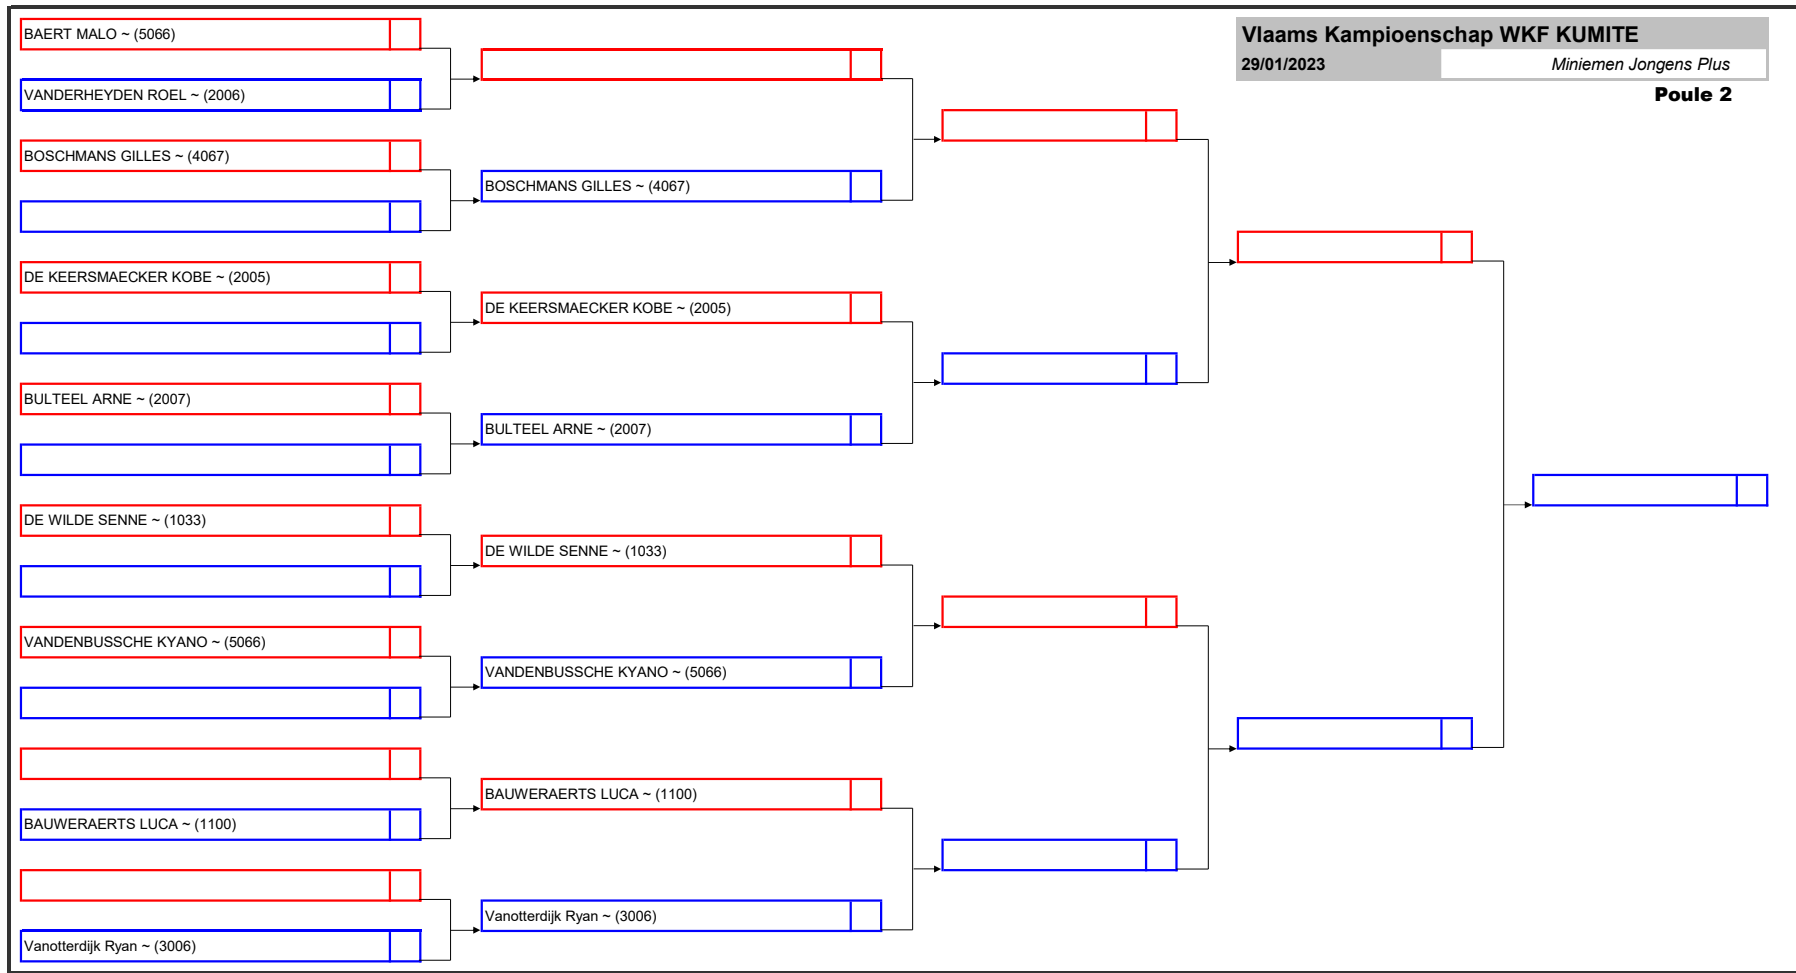 Vlaams Kampioenschap WKF KUMITE
29/01/2023
Miniemen Jongens Plus
Poule 2
BAERT MALO ~ (5066)
VANDERHEYDEN ROEL ~ (2006)
BOSCHMANS GILLES ~ (4067)
DE KEERSMAECKER KOBE ~ (2005)
BULTEEL ARNE ~ (2007)
DE WILDE SENNE ~ (1033)
VANDENBUSSCHE KYANO ~ (5066)
BAUWERAERTS LUCA ~ (1100)
Vanotterdijk Ryan ~ (3006)
BOSCHMANS GILLES ~ (4067)
DE KEERSMAECKER KOBE ~ (2005)
BULTEEL ARNE ~ (2007)
DE WILDE SENNE ~ (1033)
VANDENBUSSCHE KYANO ~ (5066)
BAUWERAERTS LUCA ~ (1100)
Vanotterdijk Ryan ~ (3006)